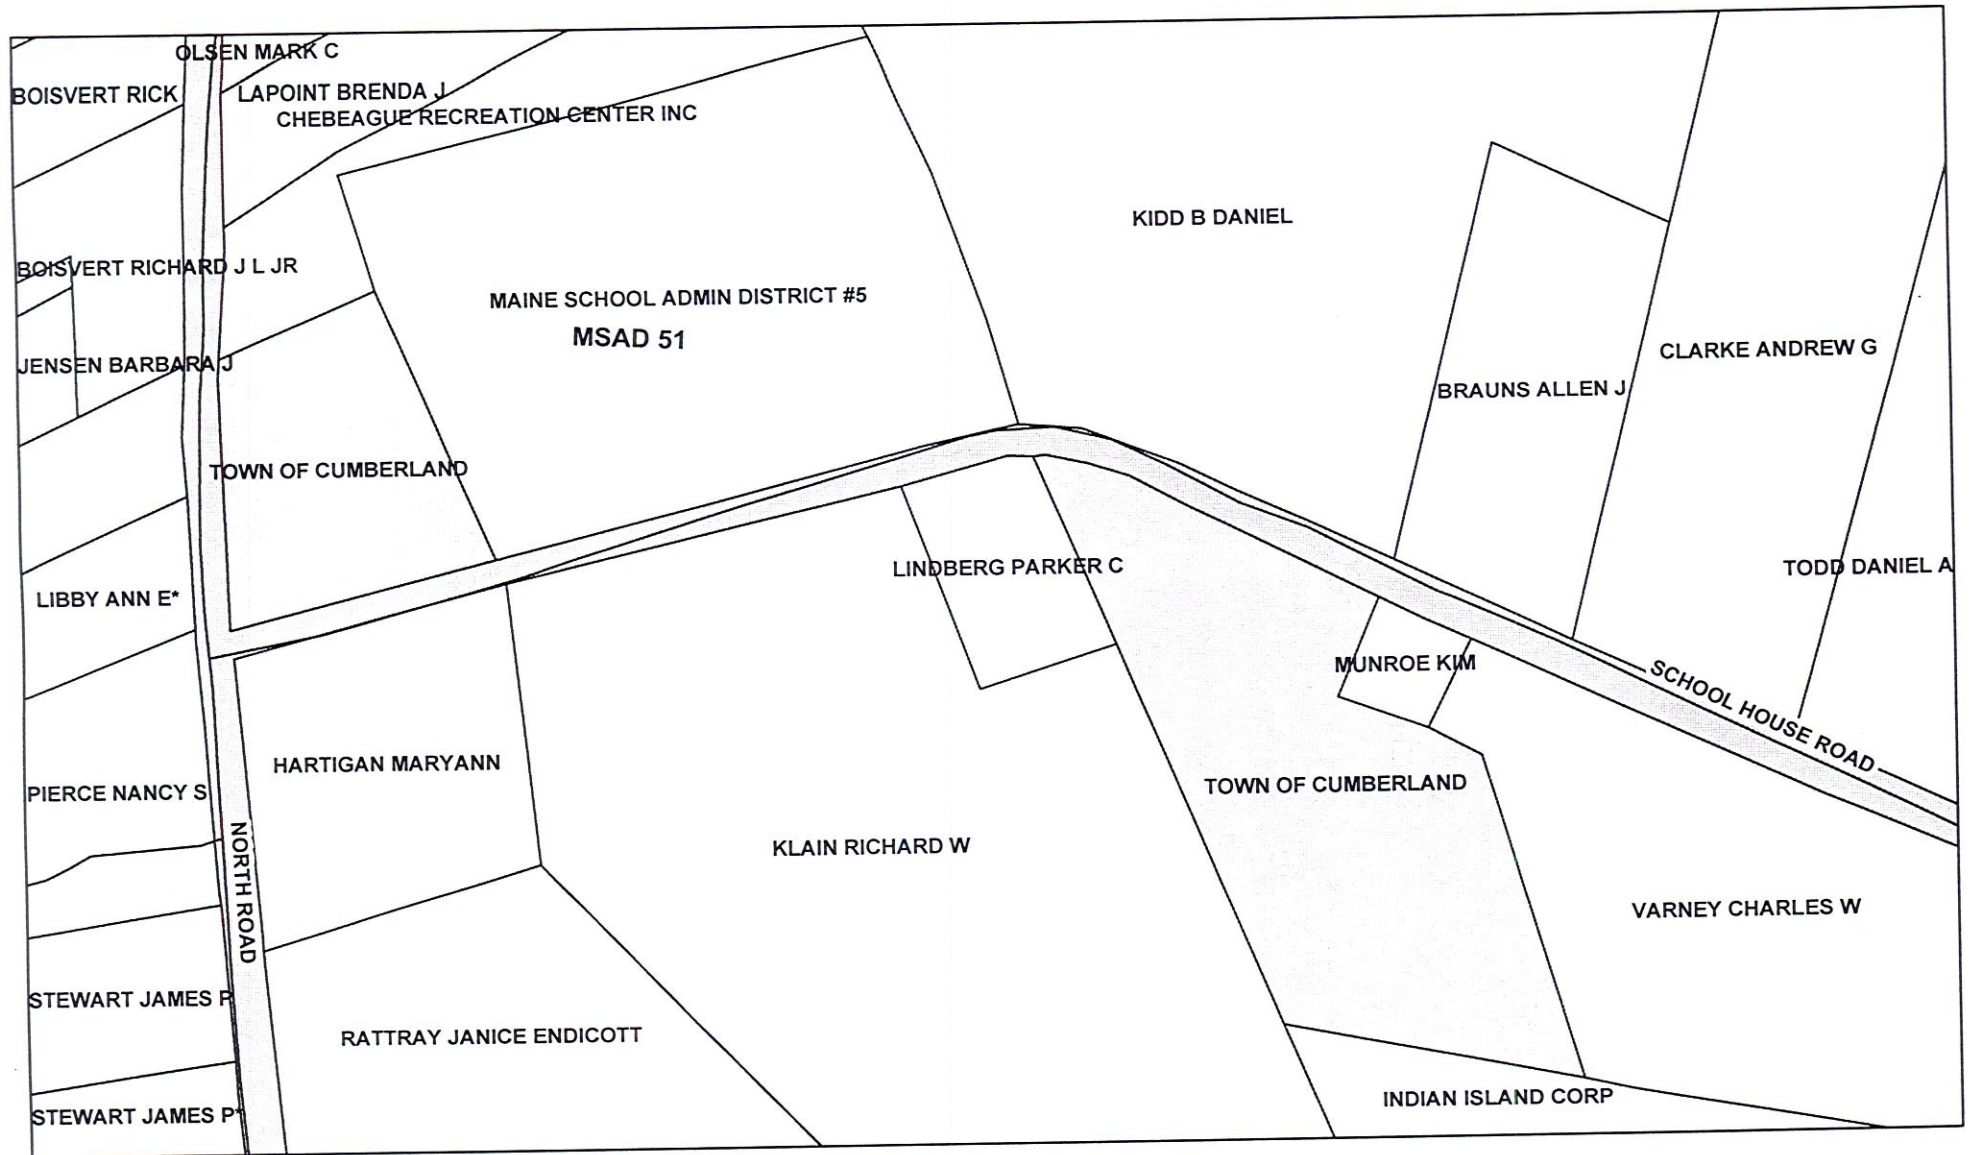 OLSEN MARK C
BOISVERT RICK
LAPOINT BRENDA J
CHEBEAGUE RECREATION CENTER INC
KIDD B DANIEL
BOISVERT RICHARD J L JR
MAINE SCHOOL ADMIN DISTRICT #5
MSAD 51
JENSEN BARBARA J
CLARKE ANDREW G
BRAUNS ALLEN J
TOWN OF CUMBERLAND
LINDBERG PARKER C
TODD DANIEL A
LIBBY ANN E*
MUNROE KIM
SCHOOL HOUSE ROAD
HARTIGAN MARYANN
TOWN OF CUMBERLAND
PIERCE NANCY S
NORTH ROAD
KLAIN RICHARD W
VARNEY CHARLES W
STEWART JAMES P
RATTRAY JANICE ENDICOTT
INDIAN ISLAND CORP
STEWART JAMES P*